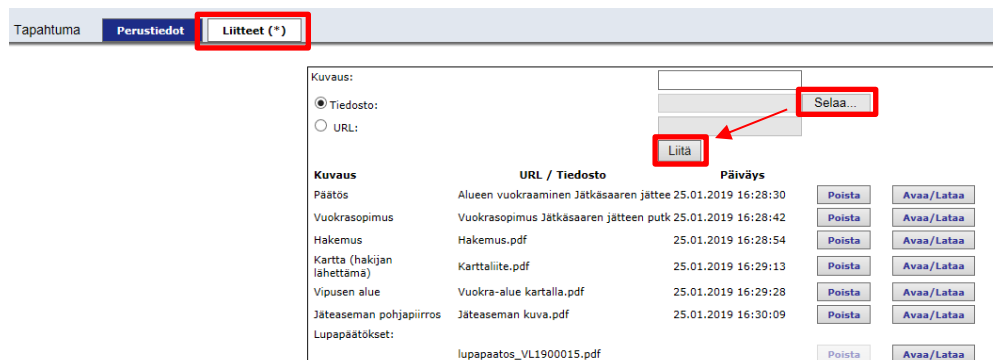 Tapahtuma Perustiedot Liitteet (*)
Kuvaus:
Tiedosto: Selaa...
URL:
Liitä
Kuvaus URL / Tiedosto Päiväys
Päätös Alueen vuokraaminen Jätkäsaaren jättee 25.01.2019 16:28:30 Poista Avaa/Lataa
Vuokrasopimus Vuokrasopimus Jätkäsaaren jätteen putk 25.01.2019 16:28:42 Poista Avaa/Lataa
Hakemus Hakemus.pdf 25.01.2019 16:28:54 Poista Avaa/Lataa
Kartta (hakijan
lähettämä) Karttaliite.pdf 25.01.2019 16:29:13 Poista Avaa/Lataa
Vipusen alue Vuokra-alue kartalla.pdf 25.01.2019 16:29:28 Poista Avaa/Lataa
Jäteaseman pohjapiirros Jäteaseman kuva.pdf 25.01.2019 16:30:09 Poista Avaa/Lataa
Lupapäätökset:
lupapaatos_VL1900015.pdf Poista Avaa/Lataa